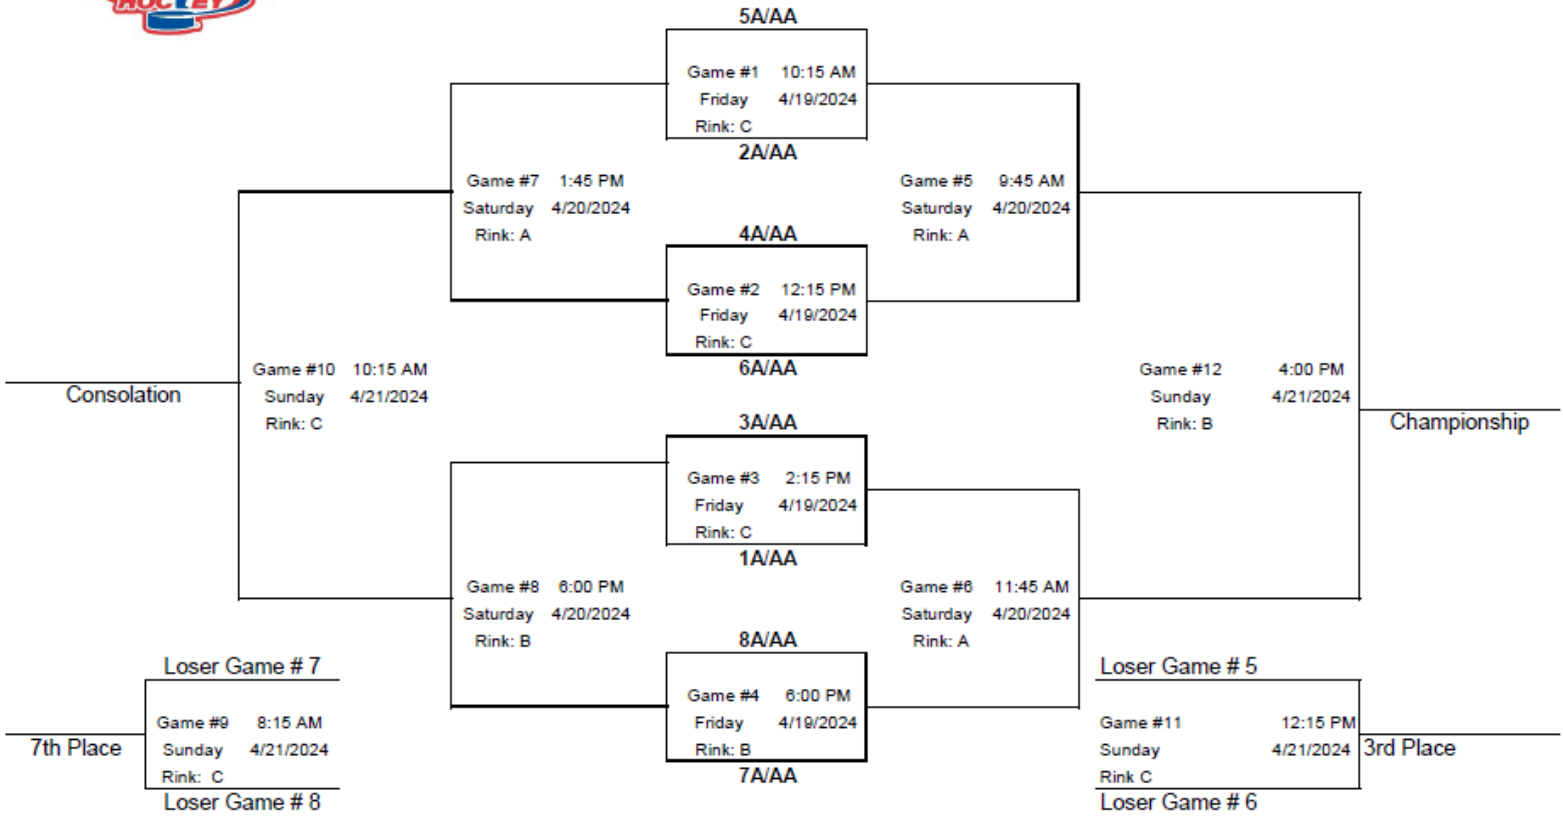 HOCKEY
5A/AA
Game #1 10:15 AM
Friday 4/19/2024
Rink: C
2A/AA
Game #7 1:45 PM
Saturday 4/20/2024
Rink: A
Game #5 9:45 AM
Saturday 4/20/2024
Rink: A
4A/AA
Game #2 12:15 PM
Friday 4/19/2024
Rink: C
6A/AA
Game #10 10:15 AM
Sunday 4/21/2024
Rink: C
Consolation
Game #12 4:00 PM
Sunday 4/21/2024
Rink: B
Championship
3A/AA
Game #3 2:15 PM
Friday 4/19/2024
Rink: C
1A/AA
Game #8 6:00 PM
Saturday 4/20/2024
Rink: B
Game #6 11:45 AM
Saturday 4/20/2024
Rink: A
8A/AA
Game #4 6:00 PM
Friday 4/19/2024
Rink: B
7A/AA
Loser Game # 7
Game #9 8:15 AM
Sunday 4/21/2024
Rink: C
Loser Game # 8
7th Place
Loser Game # 5
Game #11 12:15 PM
Sunday 4/21/2024
Rink C
Loser Game # 6
3rd Place